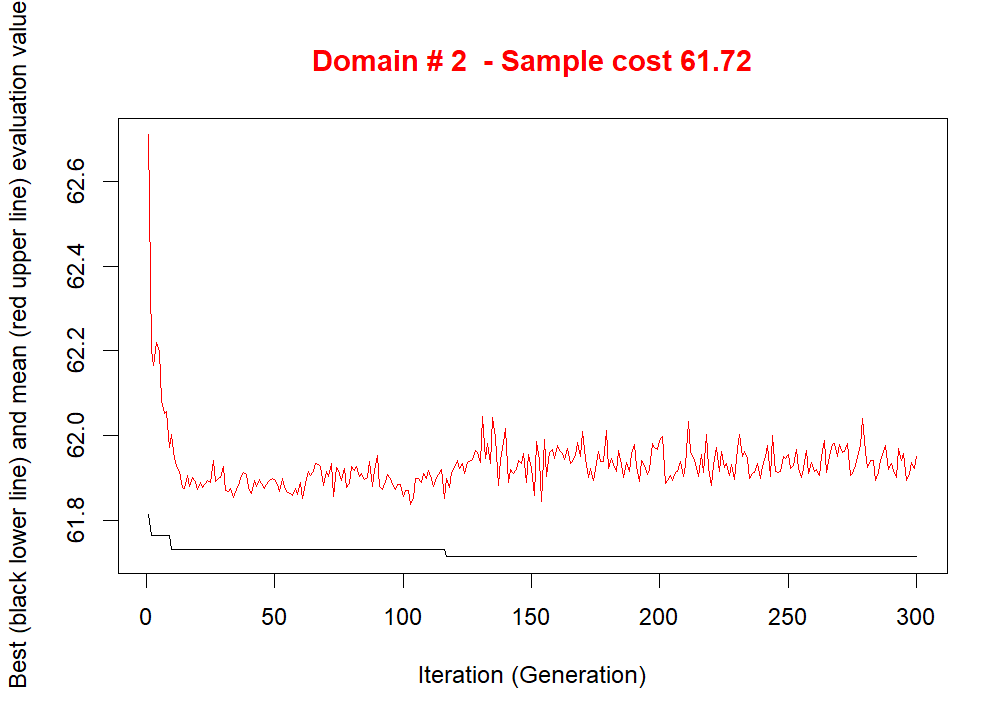 Domain # 2  - Sample cost 61.72
Best (black lower line) and mean (red upper line) evaluation value
62.6
62.4
62.2
62.0
61.8
0 50 100 150 200 250 300
Iteration (Generation)